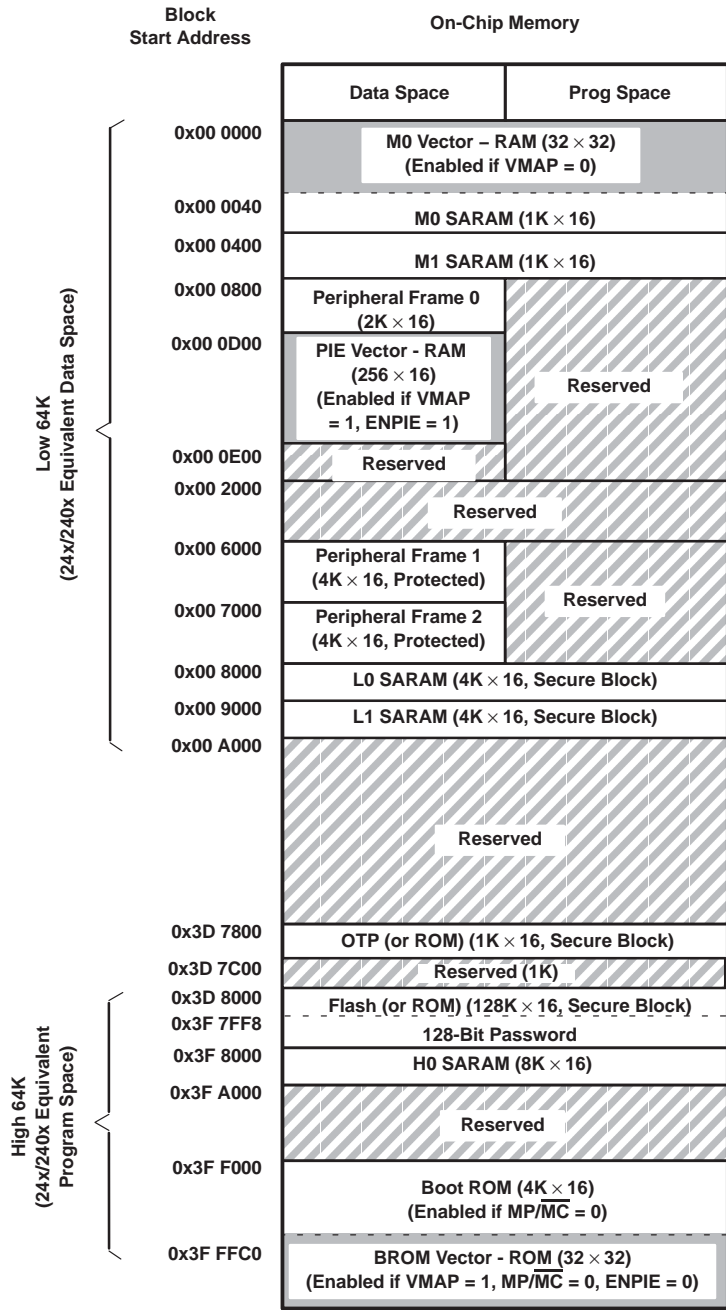 Block
Start Address
On-Chip Memory
Data Space
Prog Space
Low 64K
(24x/240x Equivalent Data Space)
0x00 0000
M0 Vector – RAM (32 × 32)
(Enabled if VMAP = 0)
0x00 0040
M0 SARAM (1K × 16)
0x00 0400
M1 SARAM (1K × 16)
0x00 0800
Peripheral Frame 0
(2K × 16)
0x00 0D00
PIE Vector - RAM
(256 × 16)
(Enabled if VMAP
= 1, ENPIE = 1)
Reserved
0x00 0E00
Reserved
0x00 2000
Reserved
0x00 6000
Peripheral Frame 1
(4K × 16, Protected)
Reserved
0x00 7000
Peripheral Frame 2
(4K × 16, Protected)
0x00 8000
L0 SARAM (4K × 16, Secure Block)
0x00 9000
L1 SARAM (4K × 16, Secure Block)
0x00 A000
Reserved
0x3D 7800
OTP (or ROM) (1K × 16, Secure Block)
0x3D 7C00
Reserved (1K)
High 64K
(24x/240x Equivalent
Program Space)
0x3D 8000
Flash (or ROM) (128K × 16, Secure Block)
0x3F 7FF8
128-Bit Password
0x3F 8000
H0 SARAM (8K × 16)
0x3F A000
Reserved
0x3F F000
Boot ROM (4K × 16)
(Enabled if MP/M̅C̅ = 0)
0x3F FFC0
BROM Vector - ROM (32 × 32)
(Enabled if VMAP = 1, MP/M̅C̅ = 0, ENPIE = 0)